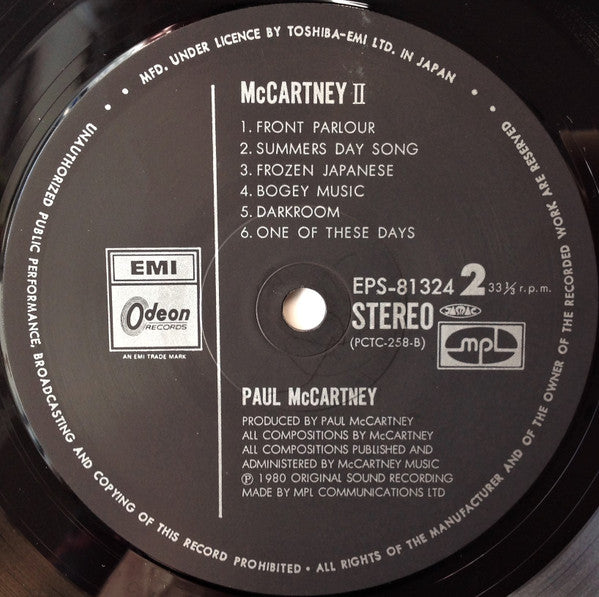 • MFD. UNDER LICENCE BY TOSHIBA-EMI LTD. IN JAPAN •
UNAUTHORIZED PUBLIC PERFORMANCE, BROADCASTING AND COPYING OF THIS RECORD PROHIBITED • ALL RIGHTS OF THE MANUFACTURER AND OF THE OWNER OF THE RECORDED WORK ARE RESERVED
McCARTNEY II
1. FRONT PARLOUR
2. SUMMERS DAY SONG
3. FROZEN JAPANESE
4. BOGEY MUSIC
5. DARKROOM
6. ONE OF THESE DAYS
EMI
Odeon
RECORDS
AN EMI TRADE MARK
EPS-81324 2 33 1/3 r.p.m.
STEREO
(PCTC-258-B)
mpl
PAUL McCARTNEY
PRODUCED BY PAUL McCARTNEY
ALL COMPOSITIONS BY McCARTNEY
ALL COMPOSITIONS PUBLISHED AND
ADMINISTERED BY McCARTNEY MUSIC
℗ 1980 ORIGINAL SOUND RECORDING
MADE BY MPL COMMUNICATIONS LTD